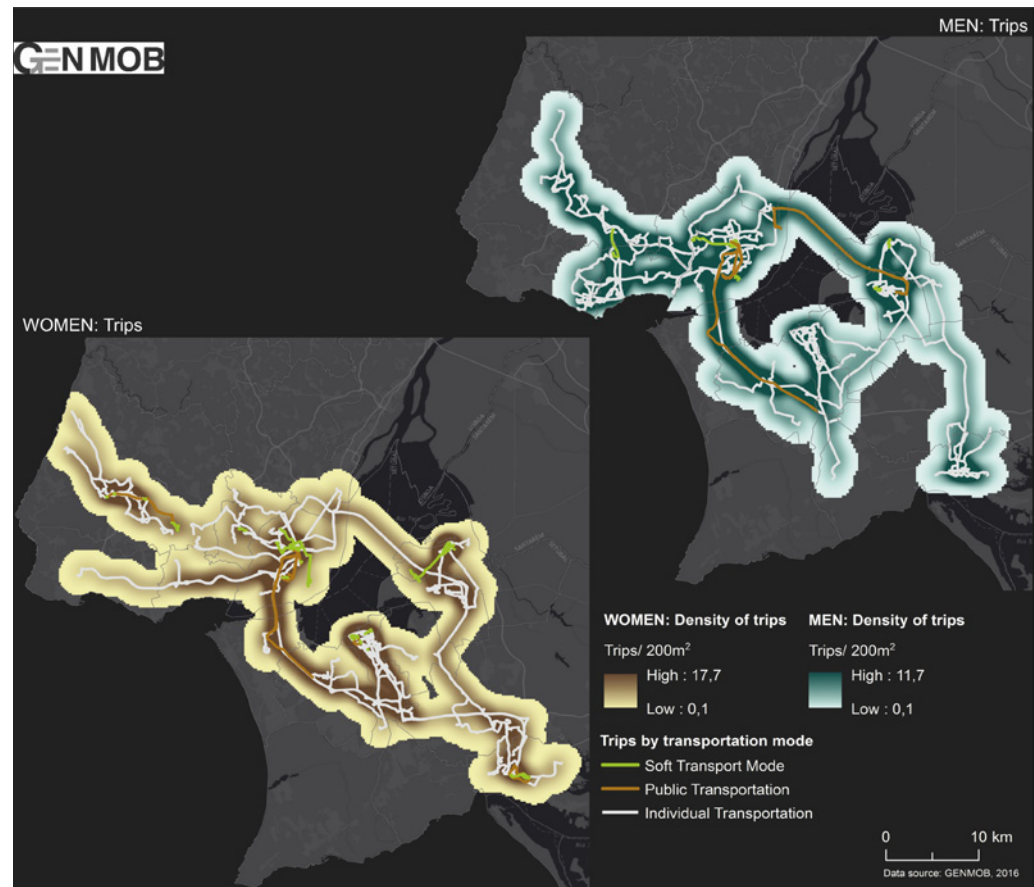 MEN: Trips
GENMOB
WOMEN: Trips
WOMEN: Density of trips
Trips/ 200m²
High : 17,7
Low : 0,1
MEN: Density of trips
Trips/ 200m²
High : 11,7
Low : 0,1
Trips by transportation mode
Soft Transport Mode
Public Transportation
Individual Transportation
0 10 km
Data source: GENMOB, 2016